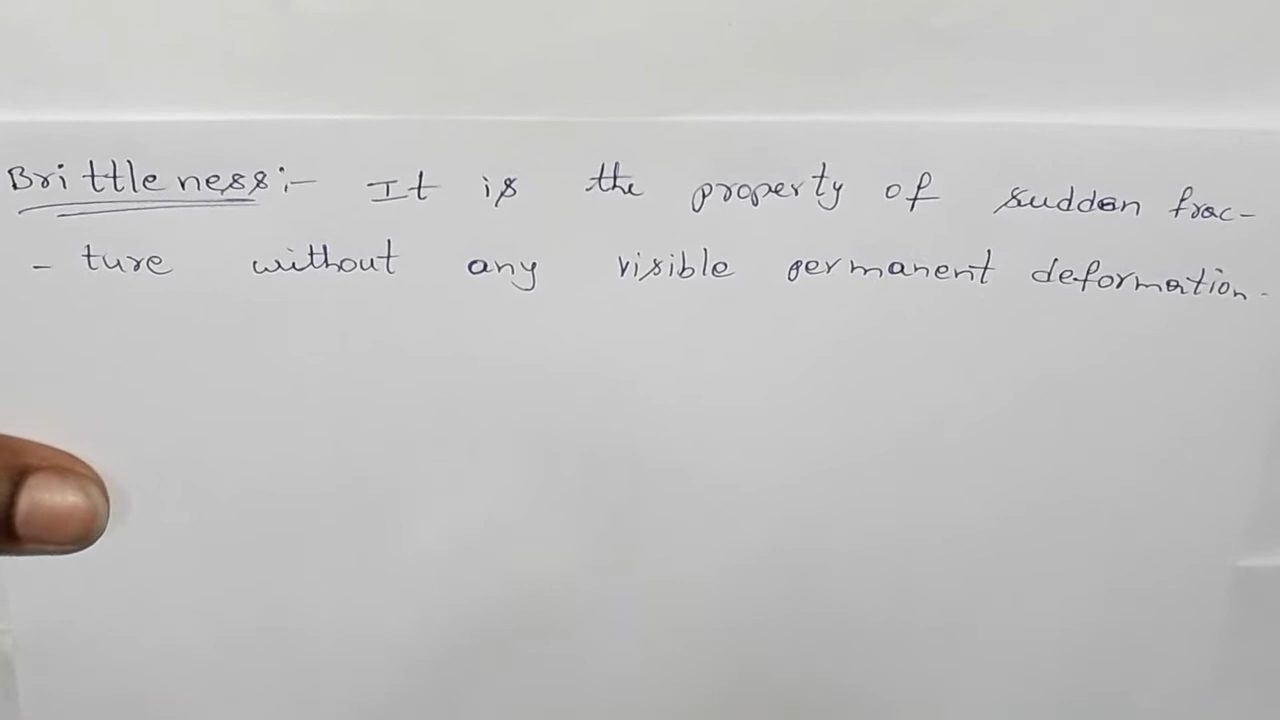 Brittleness:- It is the property of sudden frac-
- ture without any visible permanent deformation.